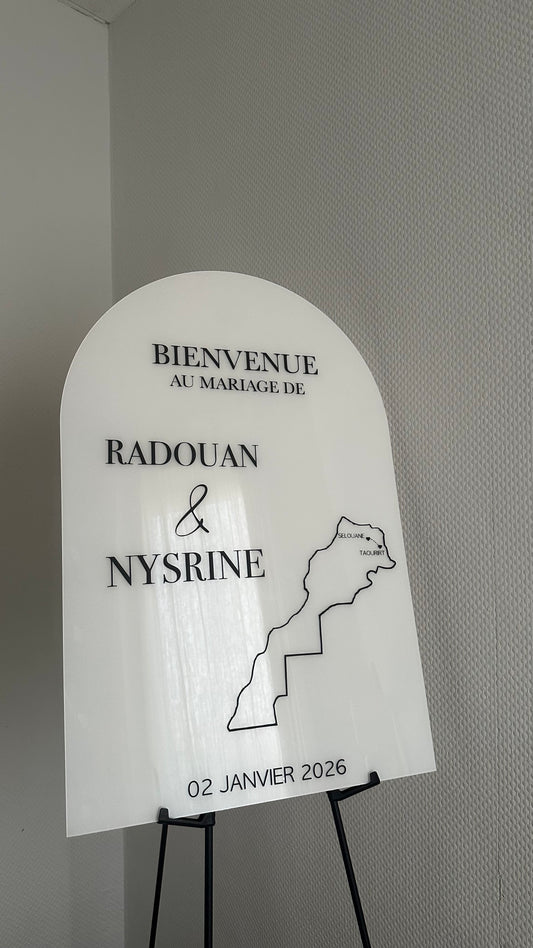 BIENVENUE
AU MARIAGE DE
RADOUAN
&
NYSRINE
SELOUANE
TAOURIRT
02 JANVIER 2026